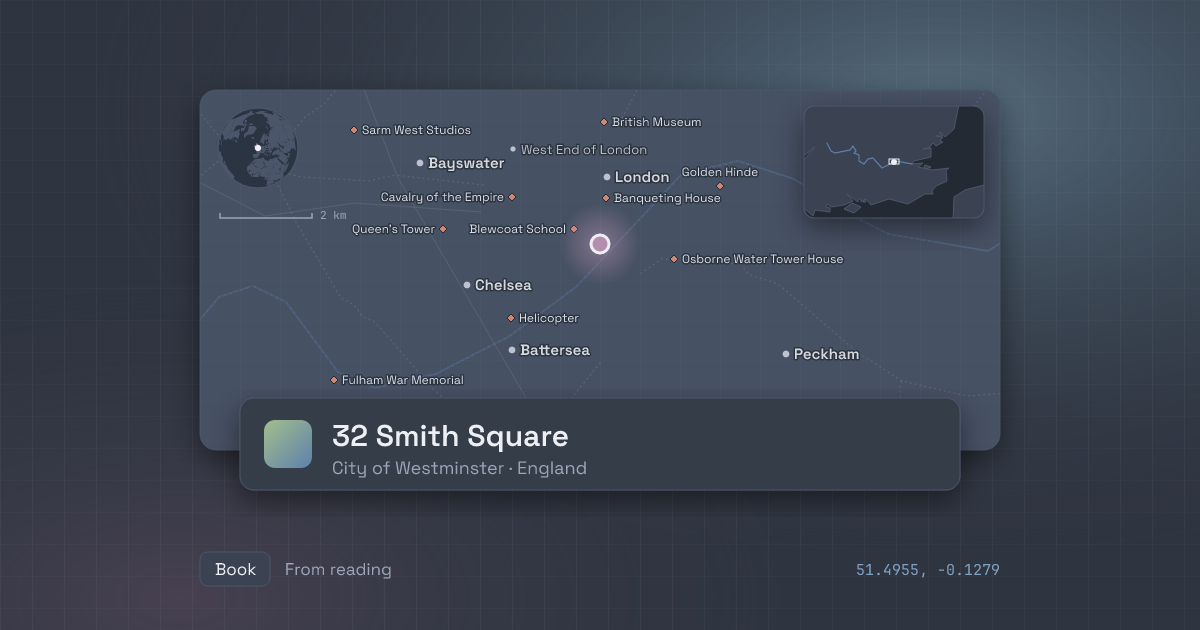 British Museum
Sarm West Studios
West End of London
Bayswater
Golden Hinde
London
Cavalry of the Empire
Banqueting House
2 km
Queen's Tower
Blewcoat School
Osborne Water Tower House
Chelsea
Helicopter
Battersea
Peckham
Fulham War Memorial
32 Smith Square
City of Westminster · England
Book
From reading
51.4955, -0.1279